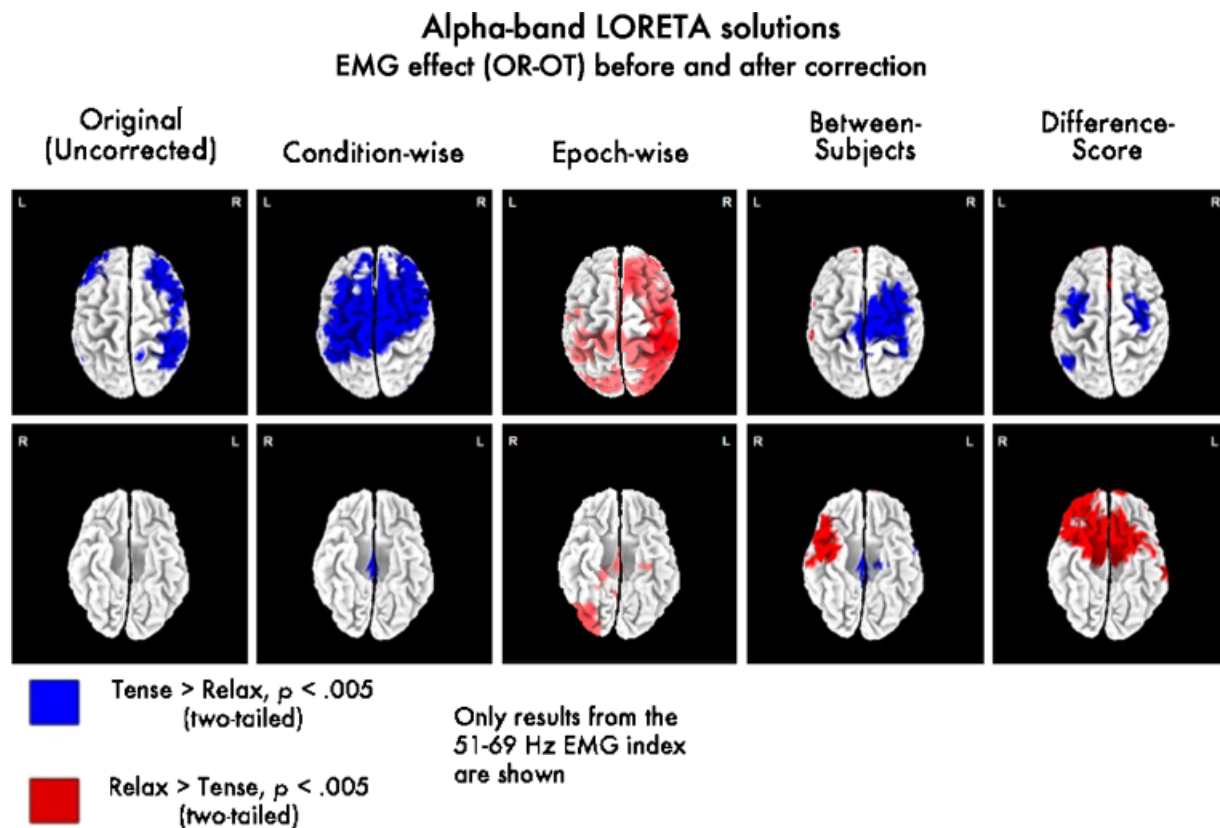 Alpha-band LORETA solutions
EMG effect (OR-OT) before and after correction
Original
(Uncorrected)
Condition-wise
Epoch-wise
Between-
Subjects
Difference-
Score
L R
L R
L R
L R
L R
R L
R L
R L
R L
R L
Tense > Relax, p < .005
(two-tailed)
Only results from the
51-69 Hz EMG index
are shown
Relax > Tense, p < .005
(two-tailed)